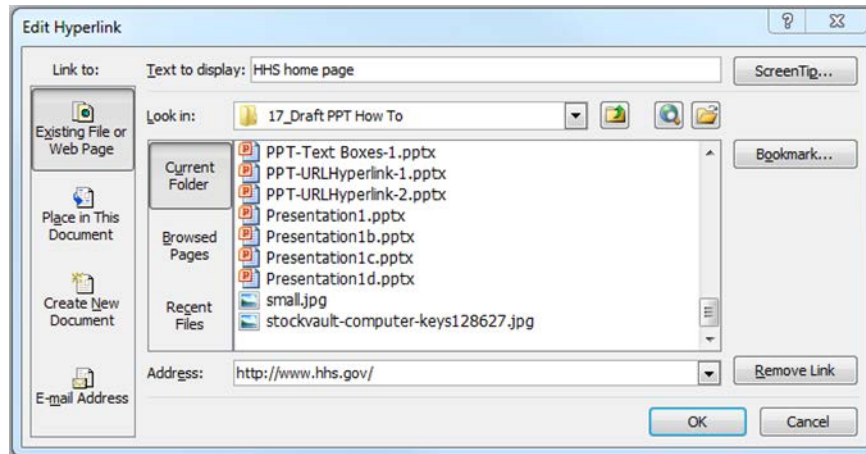 Edit Hyperlink
Link to:
Text to display: HHS home page
ScreenTip...
Existing File or
Web Page
Look in:
17_Draft PPT How To
Place in This
Document
Create New
Document
E-mail Address
Current
Folder
Browsed
Pages
Recent
Files
PPT-Text Boxes-1.pptx
PPT-URLHyperlink-1.pptx
PPT-URLHyperlink-2.pptx
Presentation1.pptx
Presentation1b.pptx
Presentation1c.pptx
Presentation1d.pptx
small.jpg
stockvault-computer-keys128627.jpg
Bookmark...
Address: http://www.hhs.gov/
Remove Link
OK
Cancel